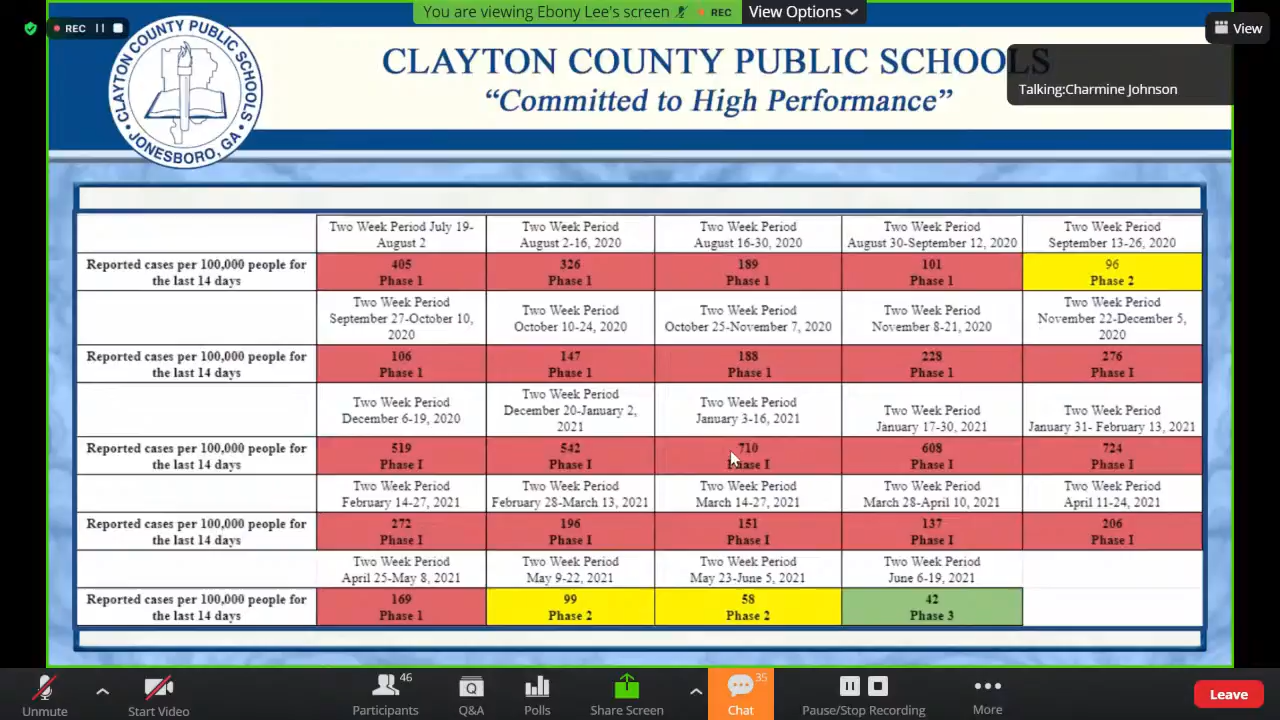 You are viewing Ebony Lee's screen
REC
View Options
REC
View
CLAYTON COUNTY PUBLIC SCHOOLS
JONESBORO, GA
CLAYTON COUNTY PUBLIC SCHOOLS
"Committed to High Performance"
Talking:Charmine Johnson
Two Week Period July 19-
August 2
Two Week Period
August 2-16, 2020
Two Week Period
August 16-30, 2020
Two Week Period
August 30-September 12, 2020
Two Week Period
September 13-26, 2020
Reported cases per 100,000 people for
the last 14 days
405
Phase 1
326
Phase 1
189
Phase 1
101
Phase 1
96
Phase 2
Two Week Period
September 27-October 10,
2020
Two Week Period
October 10-24, 2020
Two Week Period
October 25-November 7, 2020
Two Week Period
November 8-21, 2020
Two Week Period
November 22-December 5,
2020
Reported cases per 100,000 people for
the last 14 days
106
Phase 1
147
Phase 1
188
Phase 1
228
Phase 1
276
Phase I
Two Week Period
December 6-19, 2020
Two Week Period
December 20-January 2,
2021
Two Week Period
January 3-16, 2021
Two Week Period
January 17-30, 2021
Two Week Period
January 31- February 13, 2021
Reported cases per 100,000 people for
the last 14 days
519
Phase I
542
Phase I
710
Phase I
608
Phase I
724
Phase I
Two Week Period
February 14-27, 2021
Two Week Period
February 28-March 13, 2021
Two Week Period
March 14-27, 2021
Two Week Period
March 28-April 10, 2021
Two Week Period
April 11-24, 2021
Reported cases per 100,000 people for
the last 14 days
272
Phase I
196
Phase I
151
Phase I
137
Phase I
206
Phase I
Two Week Period
April 25-May 8, 2021
Two Week Period
May 9-22, 2021
Two Week Period
May 23-June 5, 2021
Two Week Period
June 6-19, 2021
Reported cases per 100,000 people for
the last 14 days
169
Phase 1
99
Phase 2
58
Phase 2
42
Phase 3
Unmute
Start Video
46
Participants
Q&A
Polls
Share Screen
35
Chat
Pause/Stop Recording
More
Leave